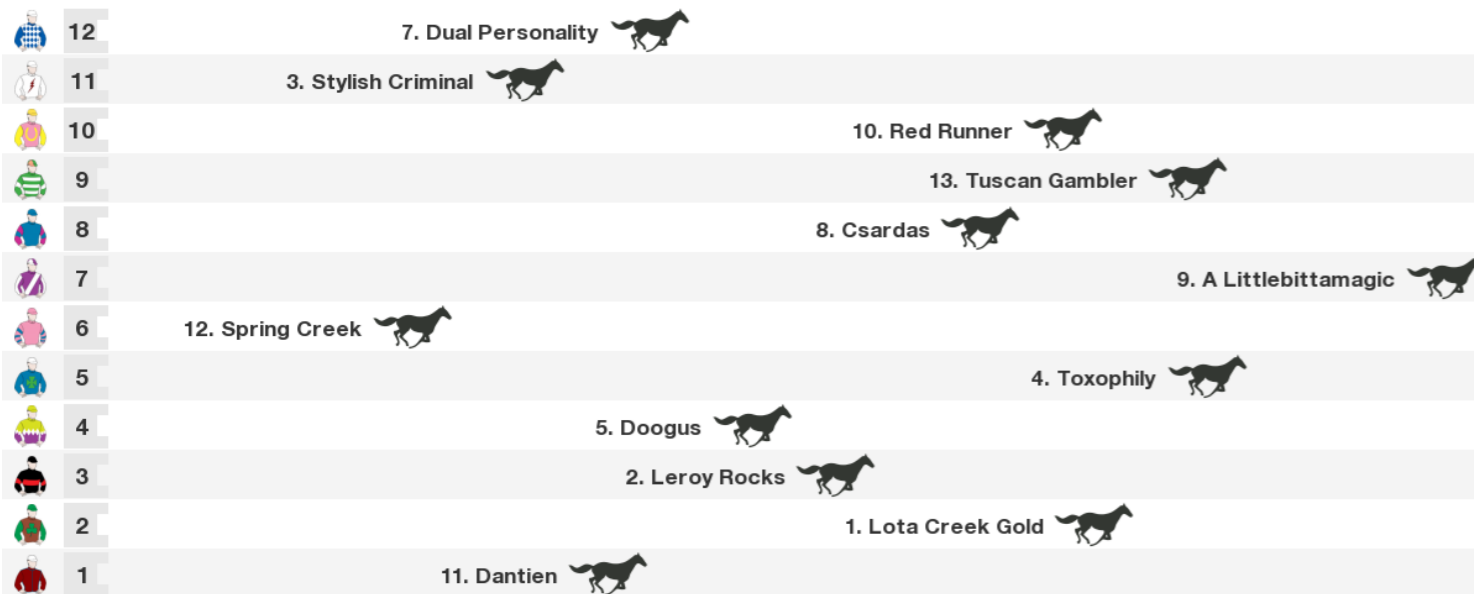 12 7. Dual Personality
11 3. Stylish Criminal
10 10. Red Runner
9 13. Tuscan Gambler
8 8. Csardas
7 9. A Littlebittamagic
6 12. Spring Creek
5 4. Toxophily
4 5. Doogus
3 2. Leroy Rocks
2 1. Lota Creek Gold
1 11. Dantien